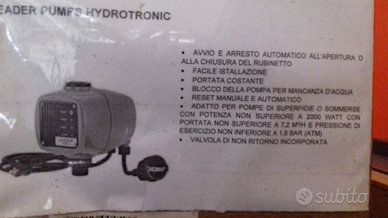 EADER PUMPS HYDROTRONIC
• AVVIO E ARRESTO AUTOMATICO ALL'APERTURA O
ALLA CHIUSURA DEL RUBINETTO
• FACILE ISTALLAZIONE
• PORTATA COSTANTE
• BLOCCO DELLA POMPA PER MANCANZA D'ACQUA
• RESET MANUALE E AUTOMATICO
• ADATTO PER POMPE DI SUPERFICIE O SOMMERSE
CON POTENZA NON SUPERIORE A 2000 WATT CON
PORTATA NON SUPERIORE A 7,2 M³/H E PRESSIONE DI
ESERCIZIO NON INFERIORE A 1,8 BAR (ATM)
• VALVOLA DI NON RITORNO INCORPORATA
subito